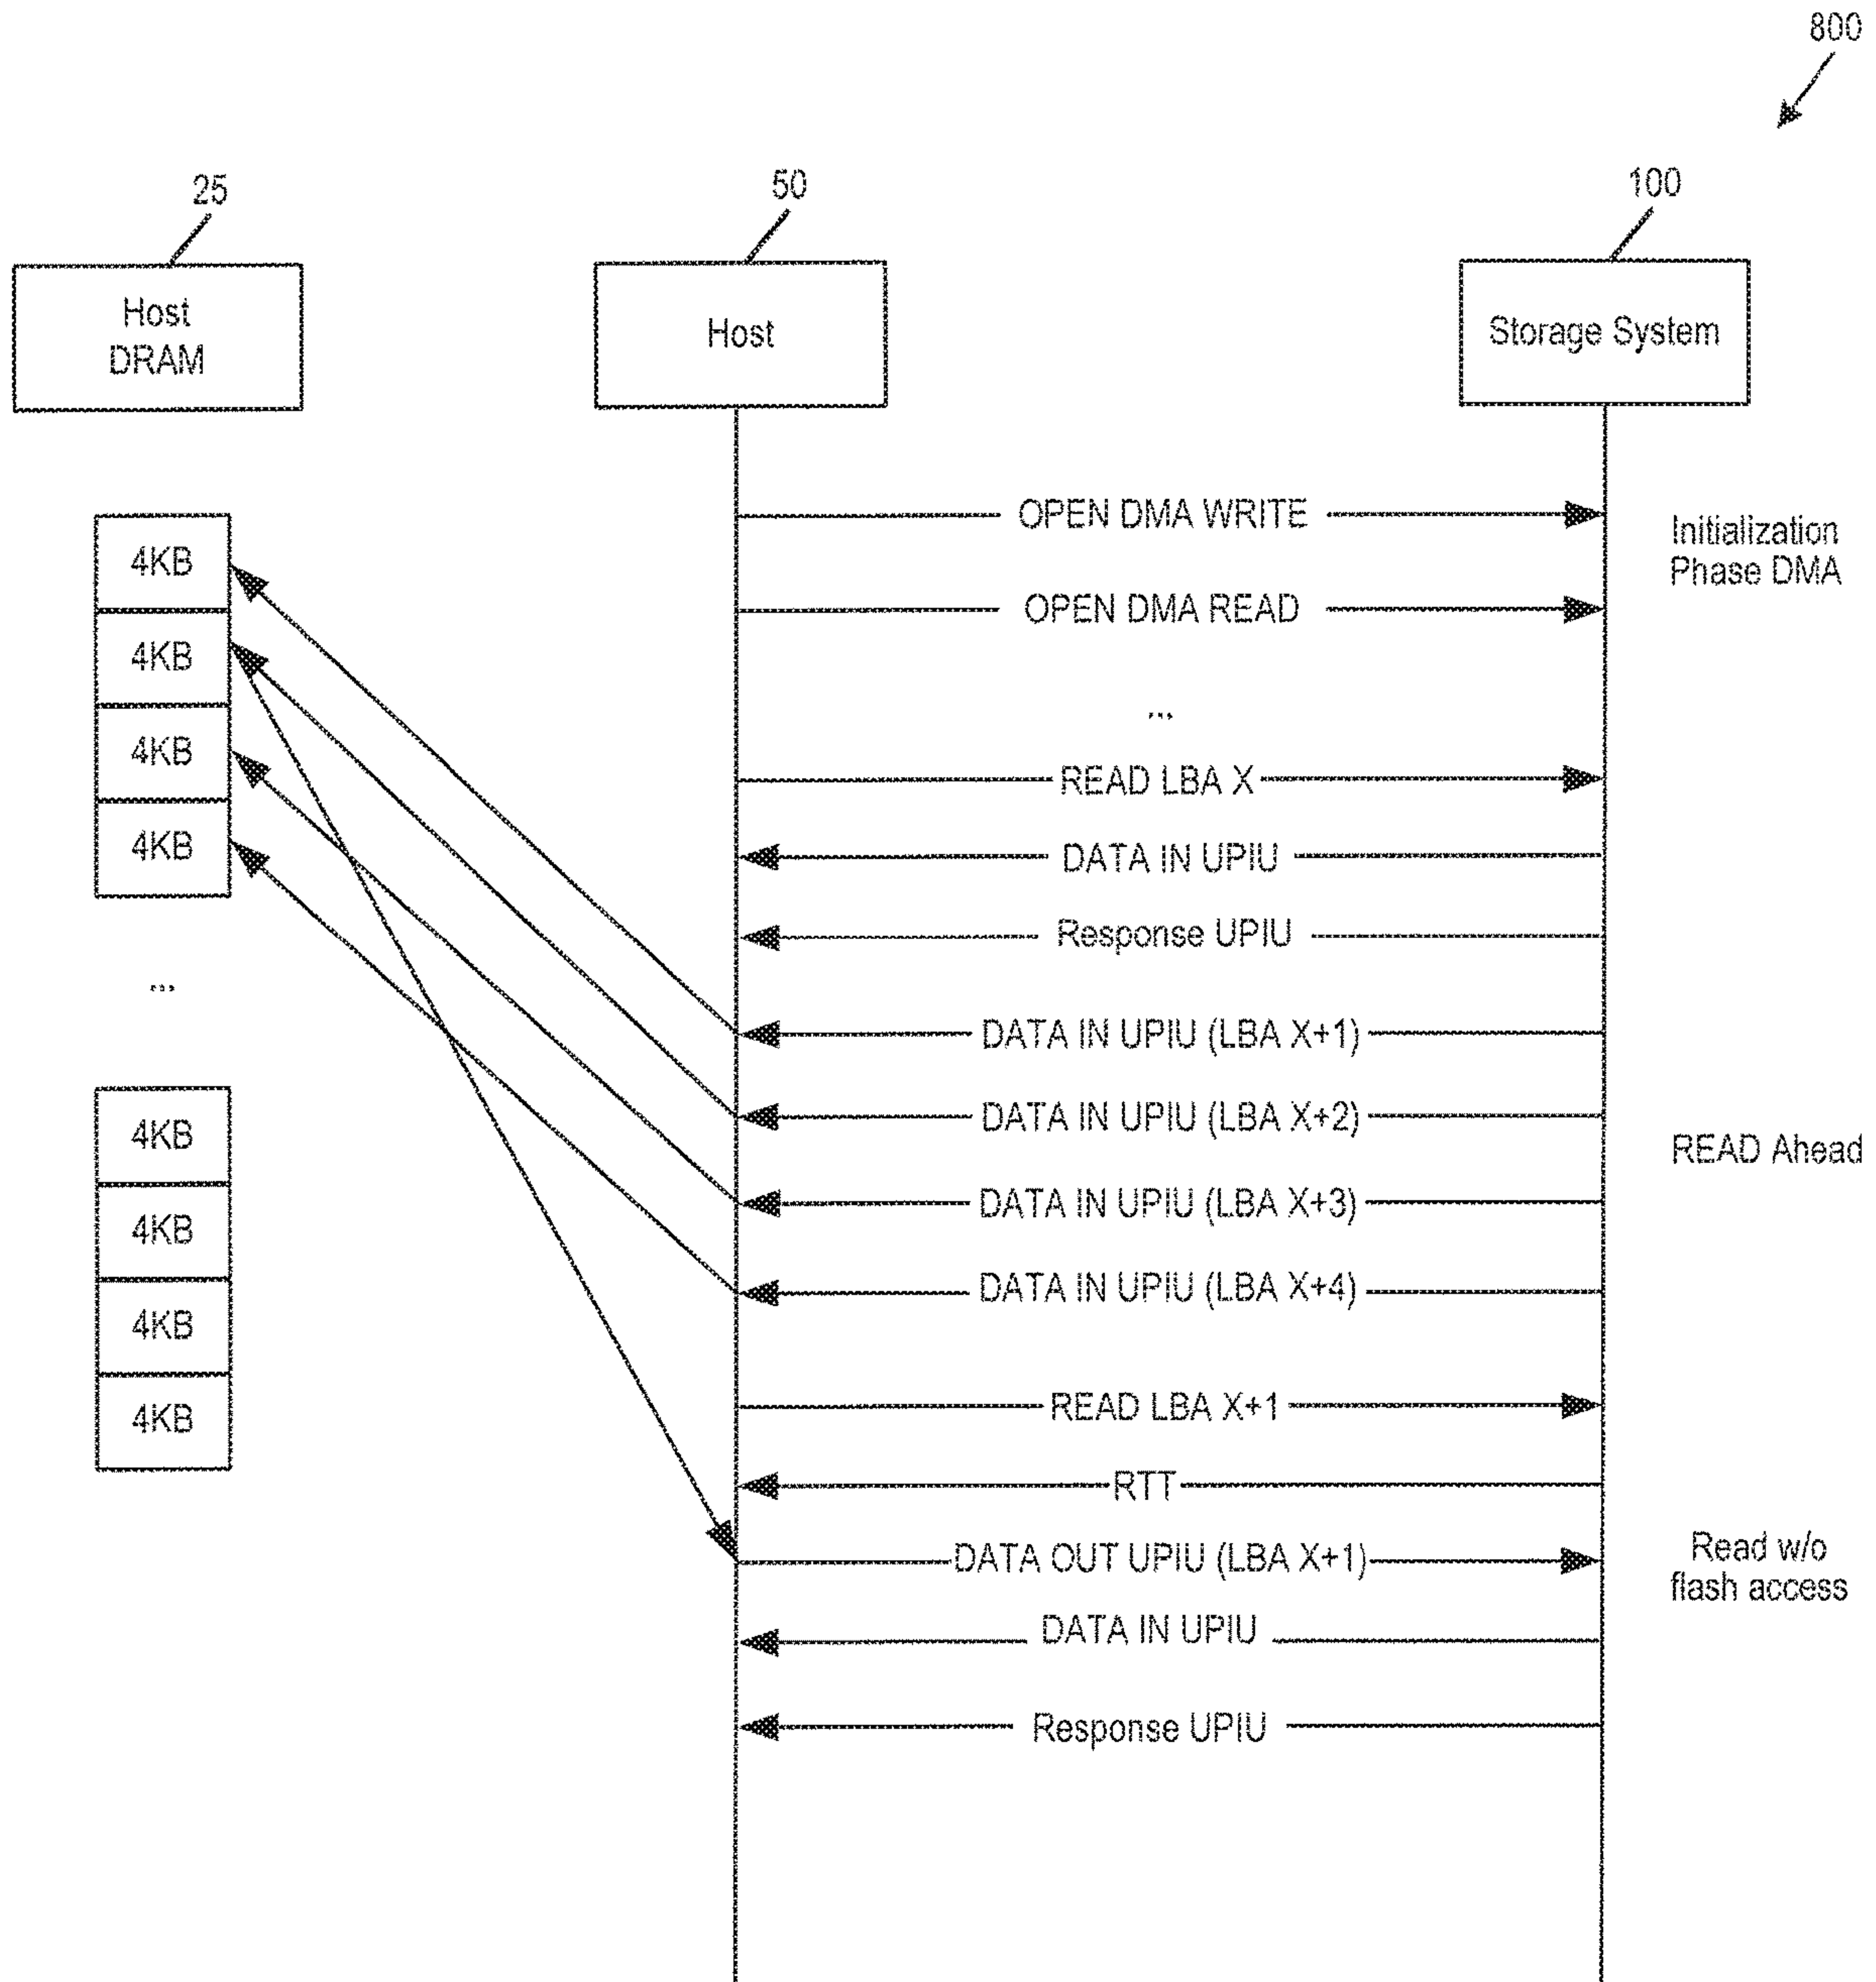 800
25
50
100
Host
DRAM
Host
Storage System
OPEN DMA WRITE
Initialization
Phase DMA
4KB
OPEN DMA READ
4KB
...
4KB
READ LBA X
4KB
DATA IN UPIU
Response UPIU
...
DATA IN UPIU (LBA X+1)
4KB
DATA IN UPIU (LBA X+2)
READ Ahead
4KB
DATA IN UPIU (LBA X+3)
4KB
DATA IN UPIU (LBA X+4)
4KB
READ LBA X+1
RTT
DATA OUT UPIU (LBA X+1)
Read w/o
flash access
DATA IN UPIU
Response UPIU